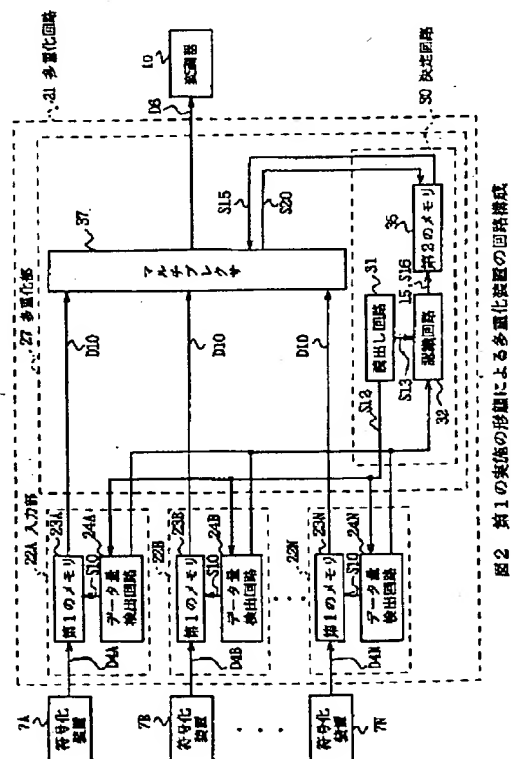 21 多重化回路
27 多重化部
22A 入力部
10
変調器
D6
37
マルチプレクサ
D10
D10
D10
S15
S20
30 決定回路
36
第2のメモリ
S16
15
31
読出し回路
S12
S13
認識回路
32
23A
第1のメモリ
S10
24A
データ量
検出回路
22B
23B
第1のメモリ
S10
24B
データ量
検出回路
22N
23N
第1のメモリ
S10
24N
データ量
検出回路
D4A
D4B
D4N
7A
符号化
装置
7B
符号化
装置
7N
符号化
装置
図2 第1の実施の形態による多重化装置の回路構成